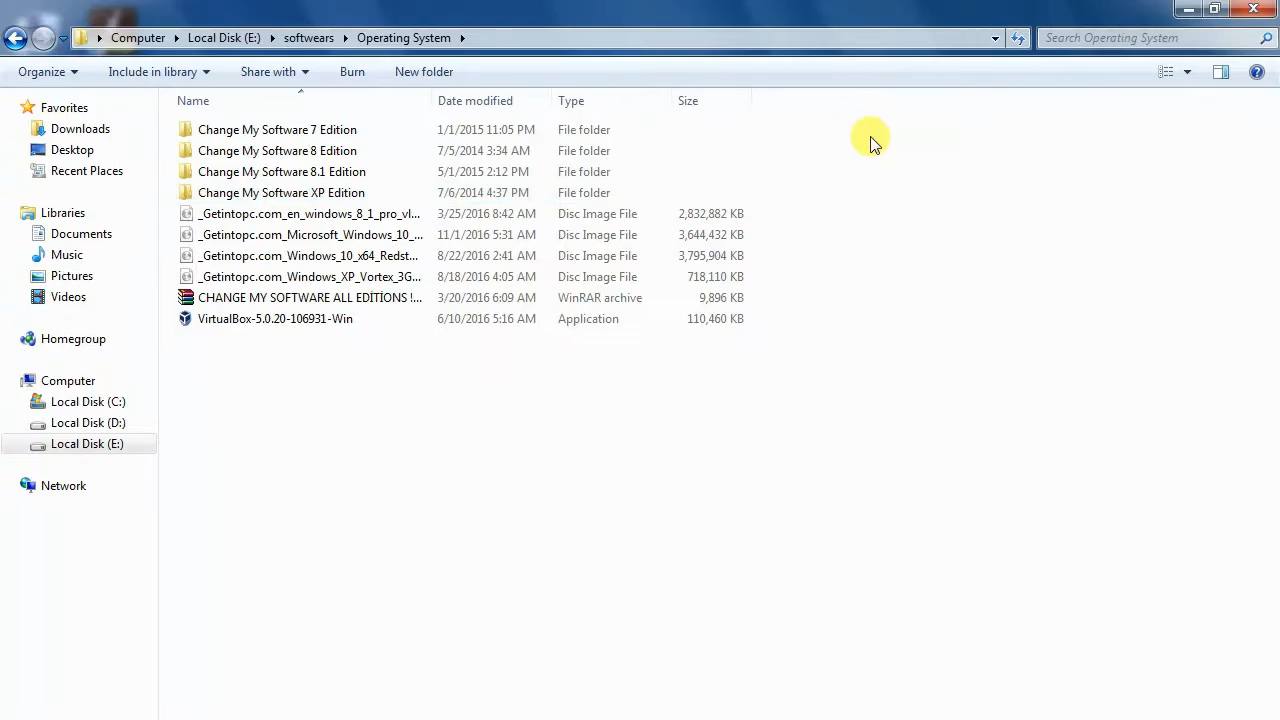 Computer Local Disk (E:) softwears Operating System Search Operating System
Organize Include in library Share with Burn New folder
Name Date modified Type Size
Favorites
Downloads
Desktop
Recent Places
Libraries
Documents
Music
Pictures
Videos
Homegroup
Computer
Local Disk (C:)
Local Disk (D:)
Local Disk (E:)
Network
Change My Software 7 Edition 1/1/2015 11:05 PM File folder
Change My Software 8 Edition 7/5/2014 3:34 AM File folder
Change My Software 8.1 Edition 5/1/2015 2:12 PM File folder
Change My Software XP Edition 7/6/2014 4:37 PM File folder
_Getintopc.com_en_windows_8_1_pro_vl... 3/25/2016 8:42 AM Disc Image File 2,832,882 KB
_Getintopc.com_Microsoft_Windows_10_... 11/1/2016 5:31 AM Disc Image File 3,644,432 KB
_Getintopc.com_Windows_10_x64_Redst... 8/22/2016 2:41 AM Disc Image File 3,795,904 KB
_Getintopc.com_Windows_XP_Vortex_3G... 8/18/2016 4:05 AM Disc Image File 718,110 KB
CHANGE MY SOFTWARE ALL EDİTİONS !... 3/20/2016 6:09 AM WinRAR archive 9,896 KB
VirtualBox-5.0.20-106931-Win 6/10/2016 5:16 AM Application 110,460 KB